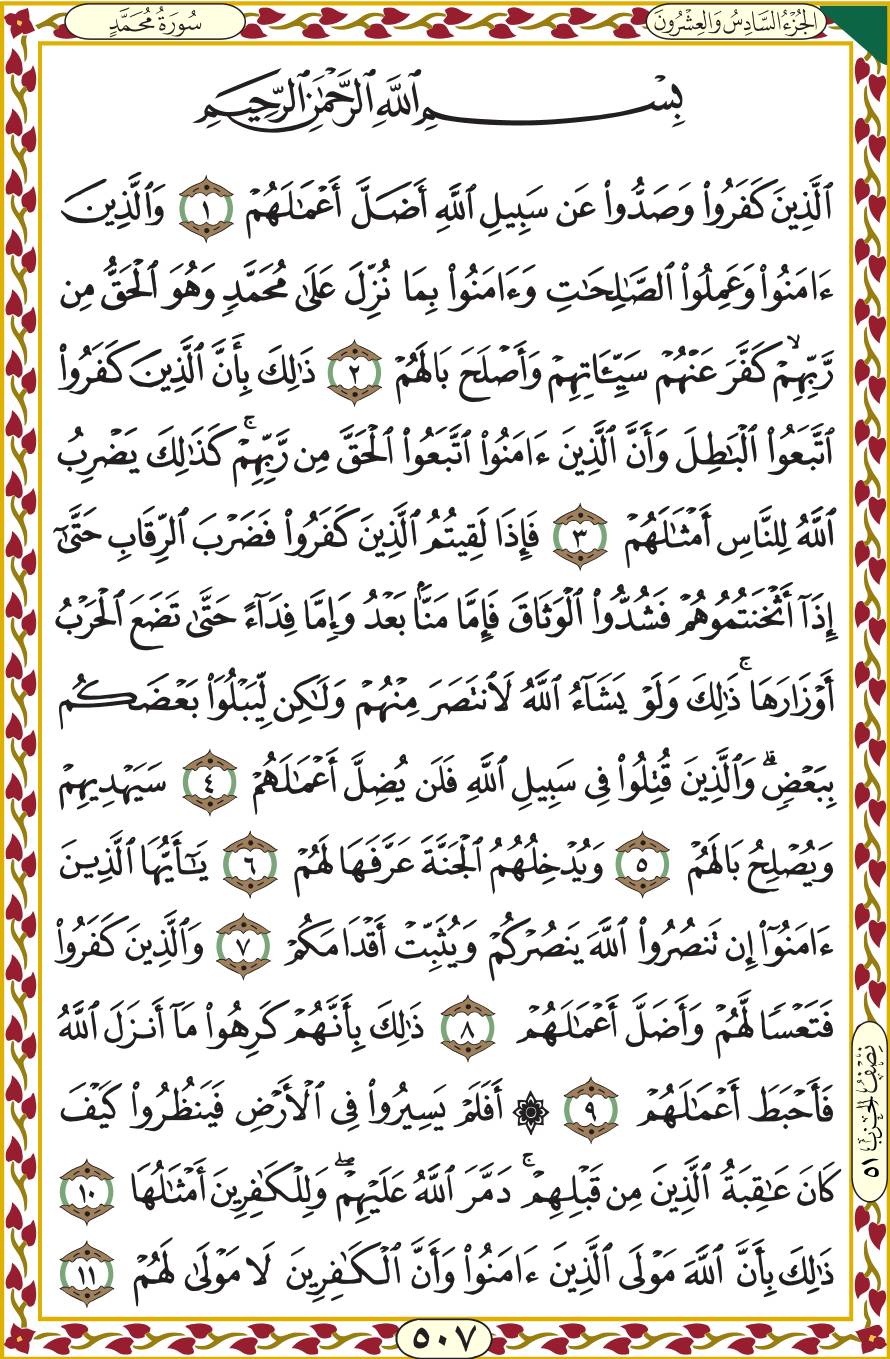 الجُزْءُ السَّادِسُ وَالعِشْرُونَ
سُورَةُ مُحَمَّدٍ
بِسْمِ ٱللَّهِ ٱلرَّحْمَٰنِ ٱلرَّحِيمِ
ٱلَّذِينَ كَفَرُوا۟ وَصَدُّوا۟ عَن سَبِيلِ ٱللَّهِ أَضَلَّ أَعْمَٰلَهُمْ ١ وَٱلَّذِينَ
ءَامَنُوا۟ وَعَمِلُوا۟ ٱلصَّٰلِحَٰتِ وَءَامَنُوا۟ بِمَا نُزِّلَ عَلَىٰ مُحَمَّدٍ وَهُوَ ٱلْحَقُّ مِن
رَّبِّهِمْ ۙ كَفَّرَ عَنْهُمْ سَيِّـَٔاتِهِمْ وَأَصْلَحَ بَالَهُمْ ٢ ذَٰلِكَ بِأَنَّ ٱلَّذِينَ كَفَرُوا۟
ٱتَّبَعُوا۟ ٱلْبَٰطِلَ وَأَنَّ ٱلَّذِينَ ءَامَنُوا۟ ٱتَّبَعُوا۟ ٱلْحَقَّ مِن رَّبِّهِمْ ۚ كَذَٰلِكَ يَضْرِبُ
ٱللَّهُ لِلنَّاسِ أَمْثَٰلَهُمْ ٣ فَإِذَا لَقِيتُمُ ٱلَّذِينَ كَفَرُوا۟ فَضَرْبَ ٱلرِّقَابِ حَتَّىٰٓ
إِذَآ أَثْخَنتُمُوهُمْ فَشُدُّوا۟ ٱلْوَثَاقَ فَإِمَّا مَنًّۢا بَعْدُ وَإِمَّا فِدَآءً حَتَّىٰ تَضَعَ ٱلْحَرْبُ
أَوْزَارَهَا ۚ ذَٰلِكَ وَلَوْ يَشَآءُ ٱللَّهُ لَٱنتَصَرَ مِنْهُمْ وَلَٰكِن لِّيَبْلُوَا۟ بَعْضَكُم
بِبَعْضٍ ۗ وَٱلَّذِينَ قُتِلُوا۟ فِى سَبِيلِ ٱللَّهِ فَلَن يُضِلَّ أَعْمَٰلَهُمْ ٤ سَيَهْدِيهِمْ
وَيُصْلِحُ بَالَهُمْ ٥ وَيُدْخِلُهُمُ ٱلْجَنَّةَ عَرَّفَهَا لَهُمْ ٦ يَٰٓأَيُّهَا ٱلَّذِينَ
ءَامَنُوٓا۟ إِن تَنصُرُوا۟ ٱللَّهَ يَنصُرْكُمْ وَيُثَبِّتْ أَقْدَامَكُمْ ٧ وَٱلَّذِينَ كَفَرُوا۟
فَتَعْسًا لَّهُمْ وَأَضَلَّ أَعْمَٰلَهُمْ ٨ ذَٰلِكَ بِأَنَّهُمْ كَرِهُوا۟ مَآ أَنزَلَ ٱللَّهُ
فَأَحْبَطَ أَعْمَٰلَهُمْ ٩ ۞ أَفَلَمْ يَسِيرُوا۟ فِى ٱلْأَرْضِ فَيَنظُرُوا۟ كَيْفَ
كَانَ عَٰقِبَةُ ٱلَّذِينَ مِن قَبْلِهِمْ ۚ دَمَّرَ ٱللَّهُ عَلَيْهِمْ ۖ وَلِلْكَٰفِرِينَ أَمْثَٰلُهَا ١٠
ذَٰلِكَ بِأَنَّ ٱللَّهَ مَوْلَى ٱلَّذِينَ ءَامَنُوا۟ وَأَنَّ ٱلْكَٰفِرِينَ لَا مَوْلَىٰ لَهُمْ ١١
نِصْفُ الحِزْبِ ٥١
٥٠٧